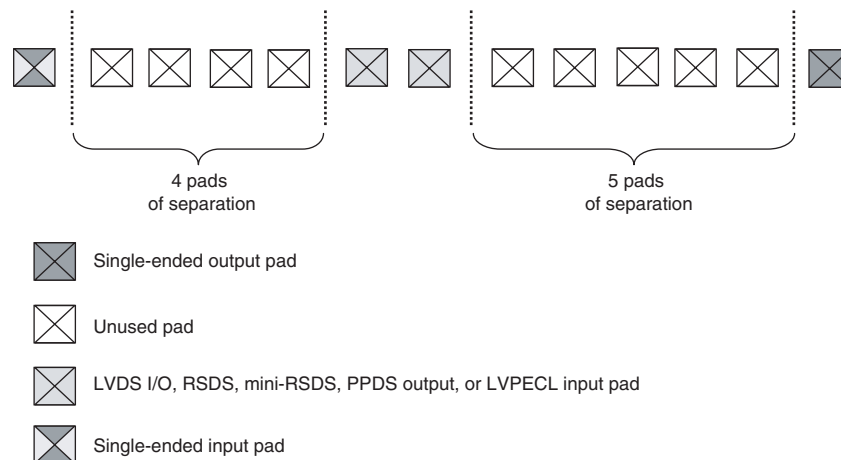 4 pads
of separation
5 pads
of separation
Single-ended output pad
Unused pad
LVDS I/O, RSDS, mini-RSDS, PPDS output, or LVPECL input pad
Single-ended input pad